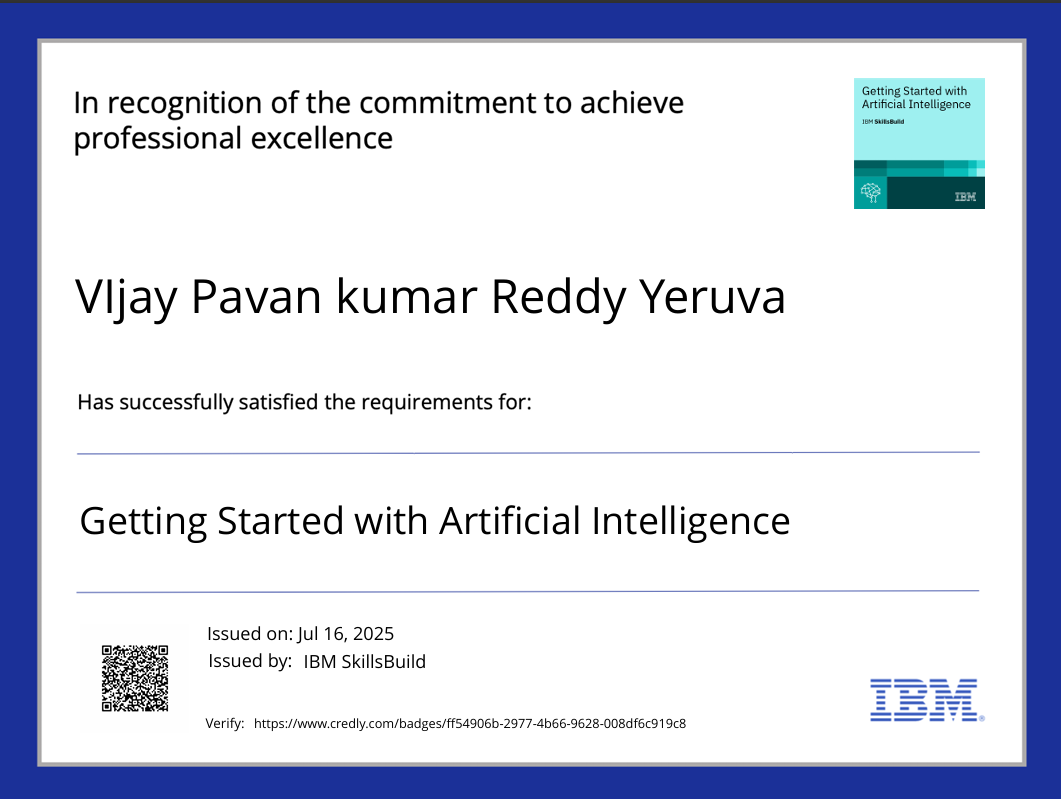 In recognition of the commitment to achieve
professional excellence
Getting Started with
Artificial Intelligence
IBM SkillsBuild
IBM
VIjay Pavan kumar Reddy Yeruva
Has successfully satisfied the requirements for:
Getting Started with Artificial Intelligence
Issued on: Jul 16, 2025
Issued by: IBM SkillsBuild
Verify: https://www.credly.com/badges/ff54906b-2977-4b66-9628-008df6c919c8
IBM®